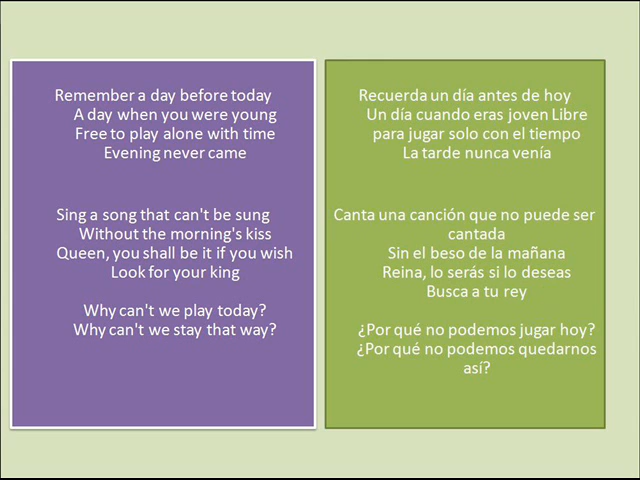 Remember a day before today
A day when you were young
Free to play alone with time
Evening never came
Sing a song that can't be sung
Without the morning's kiss
Queen, you shall be it if you wish
Look for your king
Why can't we play today?
Why can't we stay that way?
Recuerda un día antes de hoy
Un día cuando eras joven Libre
para jugar solo con el tiempo
La tarde nunca venía
Canta una canción que no puede ser
cantada
Sin el beso de la mañana
Reina, lo serás si lo deseas
Busca a tu rey
¿Por qué no podemos jugar hoy?
¿Por qué no podemos quedarnos
así?